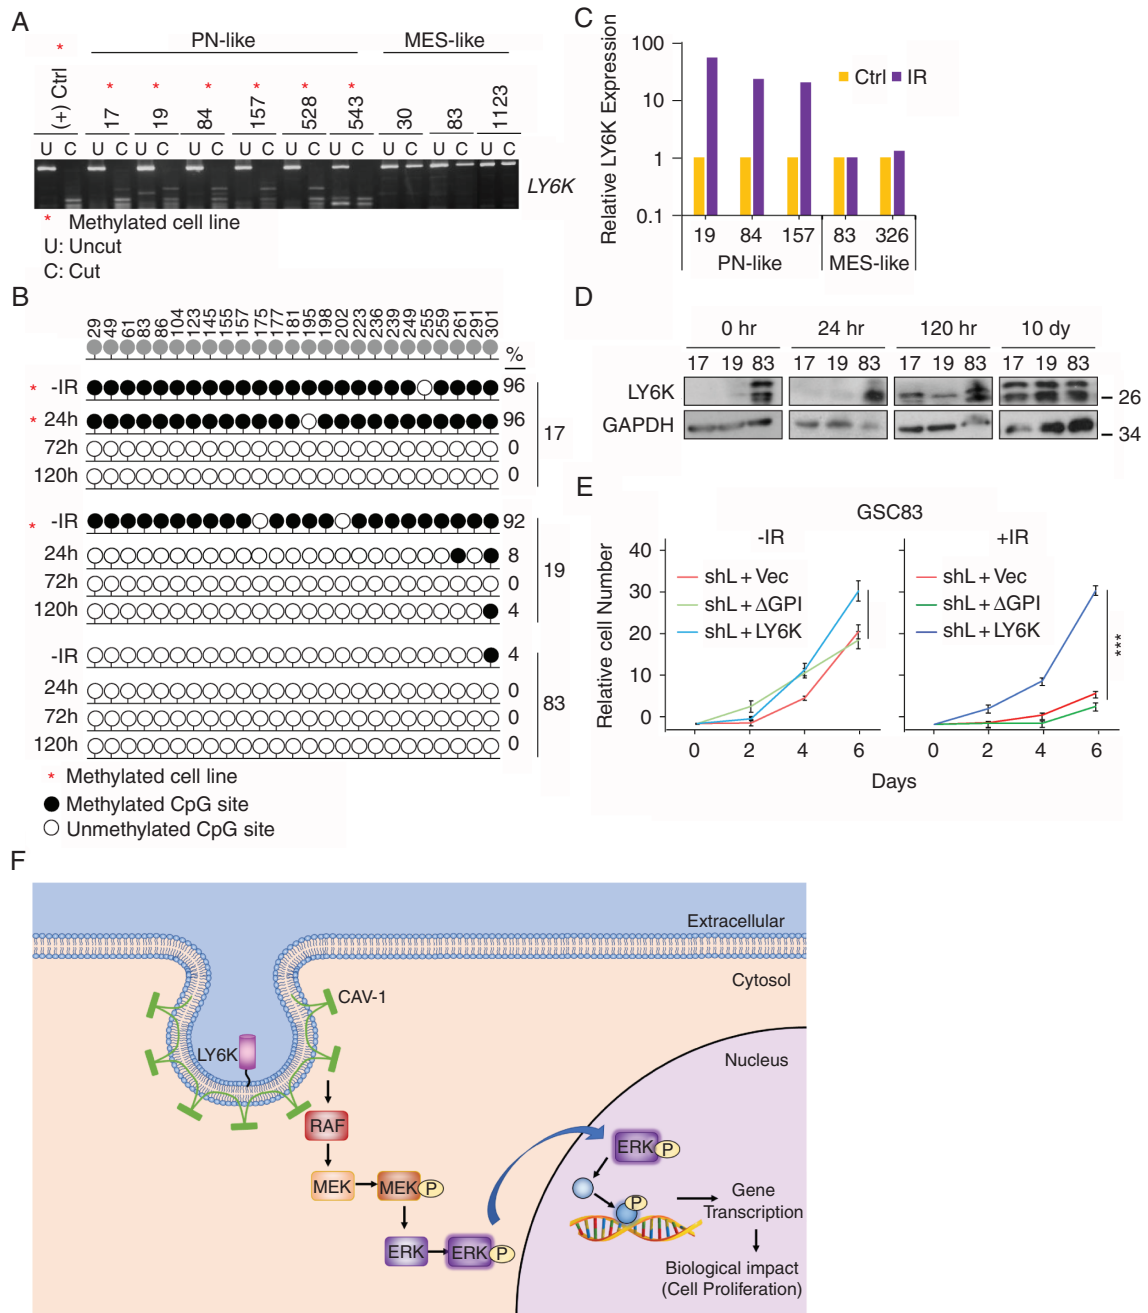 A
PN-like
MES-like
*
(+) Ctrl
* * * * * *
17 19 84 157 528 543 30 83 1123
U C U C U C U C U C U C U C U C U C U C
LY6K
* Methylated cell line
U: Uncut
C: Cut
B
29 49 61 83 86 104 123 145 155 157 175 177 181 195 198 202 223 236 239 249 255 259 261 291 301
%
* -IR 96
* 24h 96
72h 0
120h 0
17
* -IR 92
24h 8
72h 0
120h 4
19
-IR 4
24h 0
72h 0
120h 0
83
* Methylated cell line
Methylated CpG site
Unmethylated CpG site
C
Relative LY6K Expression
100
10
1
0.1
Ctrl IR
19 84 157 83 326
PN-like MES-like
D
0 hr 24 hr 120 hr 10 dy
17 19 83 17 19 83 17 19 83 17 19 83
LY6K
26
GAPDH
34
E
GSC83
-IR
+IR
Relative cell Number
40
30
20
10
0
shL + Vec
shL + ΔGPI
shL + LY6K
shL + Vec
shL + ΔGPI
shL + LY6K
***
0 2 4 6
0 2 4 6
Days
F
Extracellular
Cytosol
CAV-1
LY6K
Nucleus
RAF
MEK
MEK P
ERK
ERK P
ERK P
P
Gene
Transcription
Biological impact
(Cell Proliferation)